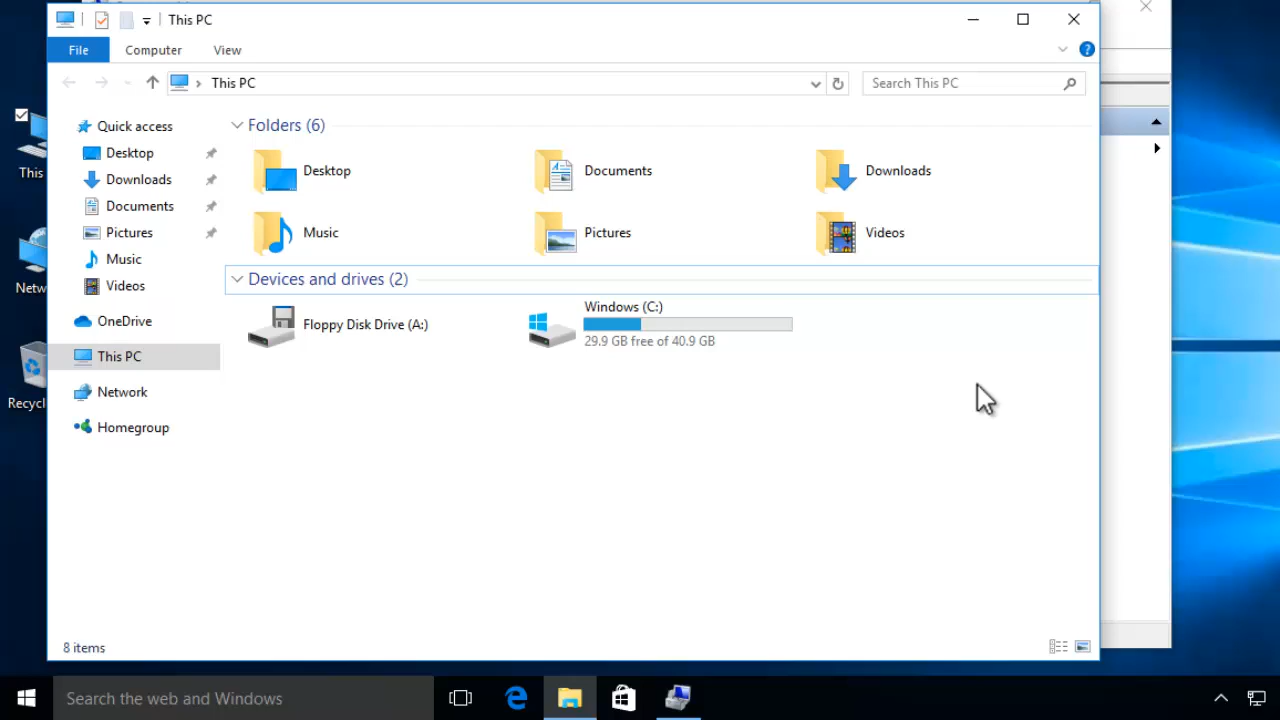 This PC
File Computer View
This PC
Search This PC
Quick access
Desktop
Downloads
Documents
Pictures
Music
Videos
OneDrive
This PC
Network
Homegroup
Folders (6)
Desktop
Documents
Downloads
Music
Pictures
Videos
Devices and drives (2)
Floppy Disk Drive (A:)
Windows (C:)
29.9 GB free of 40.9 GB
8 items
This
Netw
Recycl
Search the web and Windows